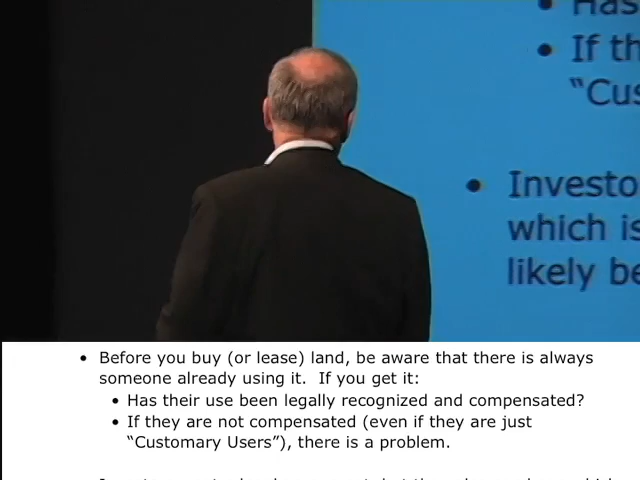 • Has
• If th
"Cus
• Investo
which is
likely be
• Before you buy (or lease) land, be aware that there is always
someone already using it. If you get it:
• Has their use been legally recognized and compensated?
• If they are not compensated (even if they are just
"Customary Users"), there is a problem.